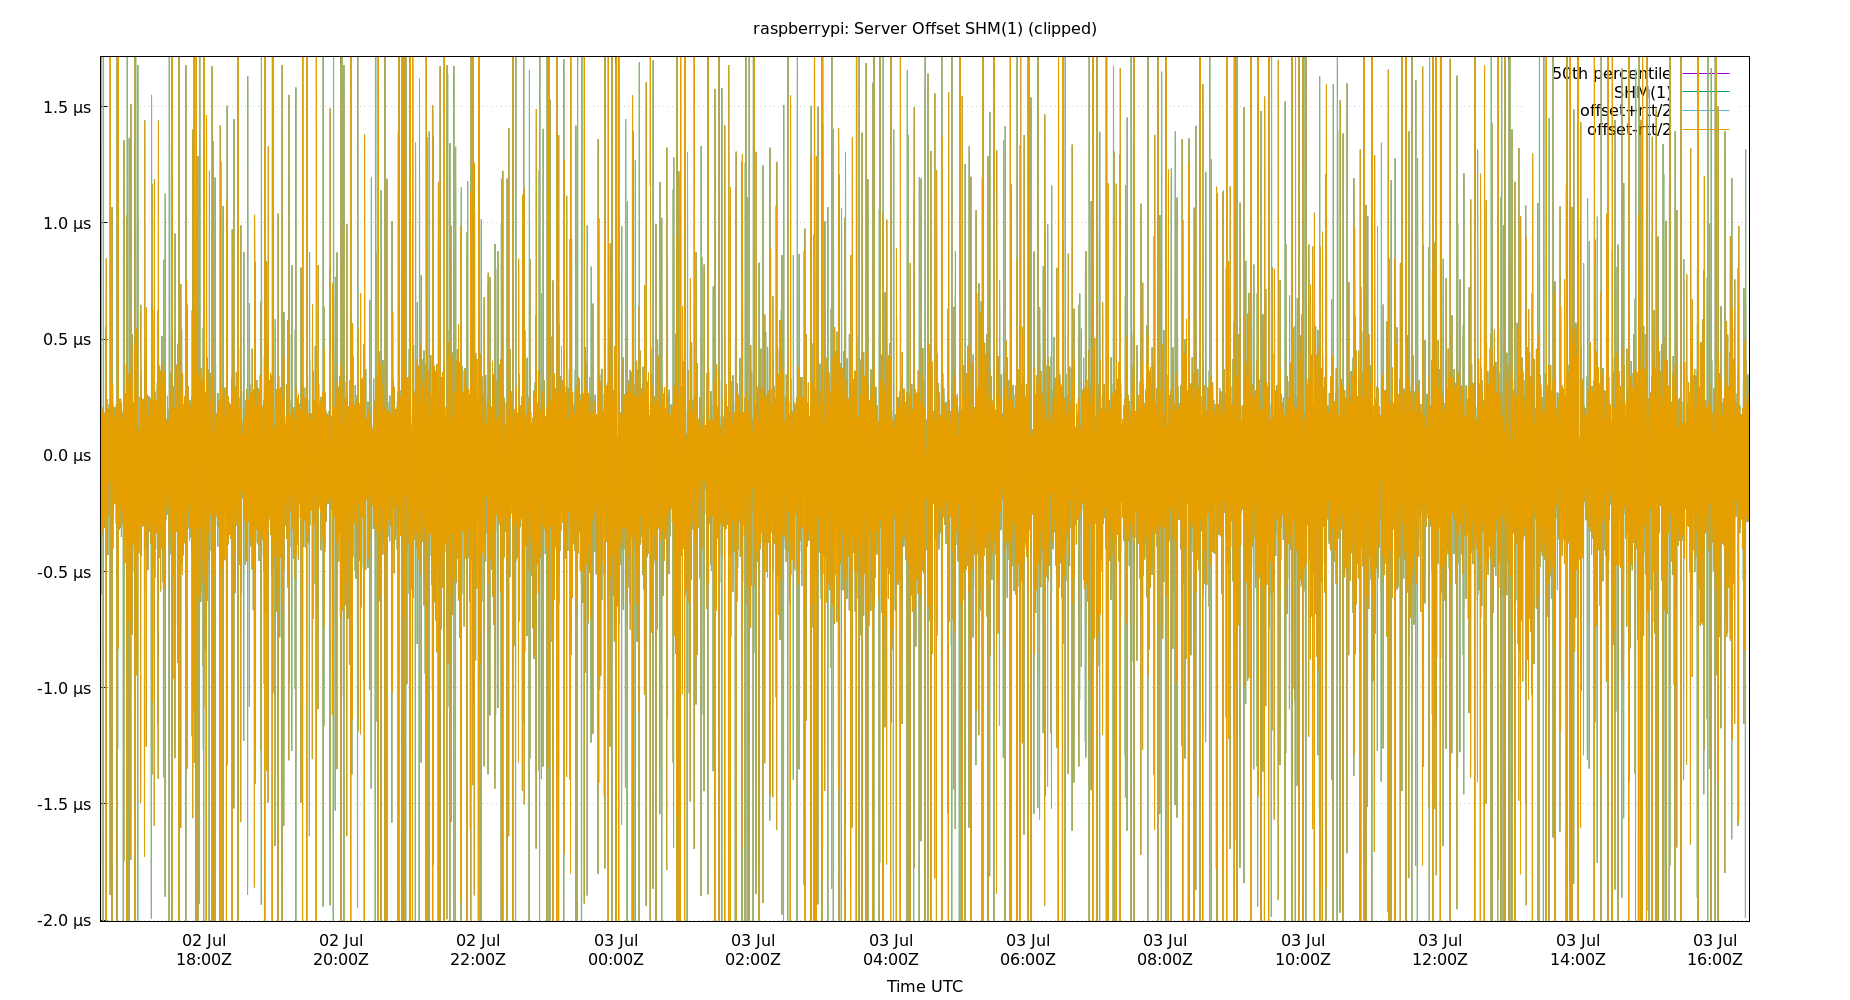 raspberrypi: Server Offset SHM(1) (clipped)
50th percentile
SHM(1)
offset+rtt/2
offset-rtt/2
1.5 µs
1.0 µs
0.5 µs
0.0 µs
-0.5 µs
-1.0 µs
-1.5 µs
-2.0 µs
02 Jul 02 Jul 02 Jul 03 Jul 03 Jul 03 Jul 03 Jul 03 Jul 03 Jul 03 Jul 03 Jul 03 Jul
18:00Z 20:00Z 22:00Z 00:00Z 02:00Z 04:00Z 06:00Z 08:00Z 10:00Z 12:00Z 14:00Z 16:00Z
Time UTC